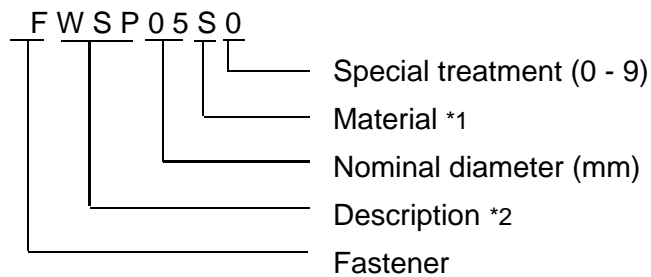 FWSP05S0
Special treatment (0 - 9)
Material *1
Nominal diameter (mm)
Description *2
Fastener